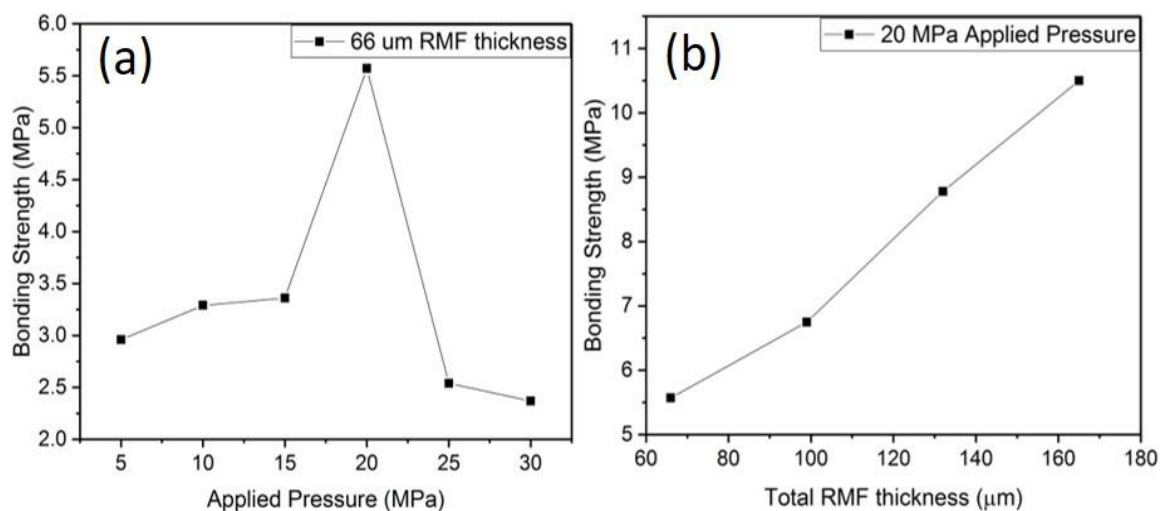 (a)
66 um RMF thickness
Bonding Strength (MPa)
6.0
5.5
5.0
4.5
4.0
3.5
3.0
2.5
2.0
5 10 15 20 25 30
Applied Pressure (MPa)
(b)
20 MPa Applied Pressure
Bonding Strength (MPa)
11
10
9
8
7
6
5
60 80 100 120 140 160 180
Total RMF thickness (μm)